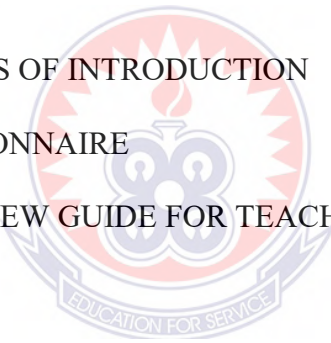 S OF INTRODUCTION
ONNAIRE
EW GUIDE FOR TEACH
EDUCATION FOR SERVICE